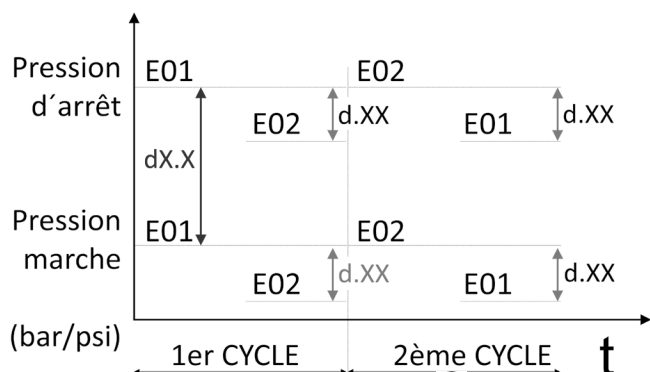 Pression
d´arrêt
E01
E02
E02
d.XX
E01
d.XX
dX.X
Pression
marche
E01
E02
E02
d.XX
E01
d.XX
(bar/psi)
1er CYCLE
2ème CYCLE
t